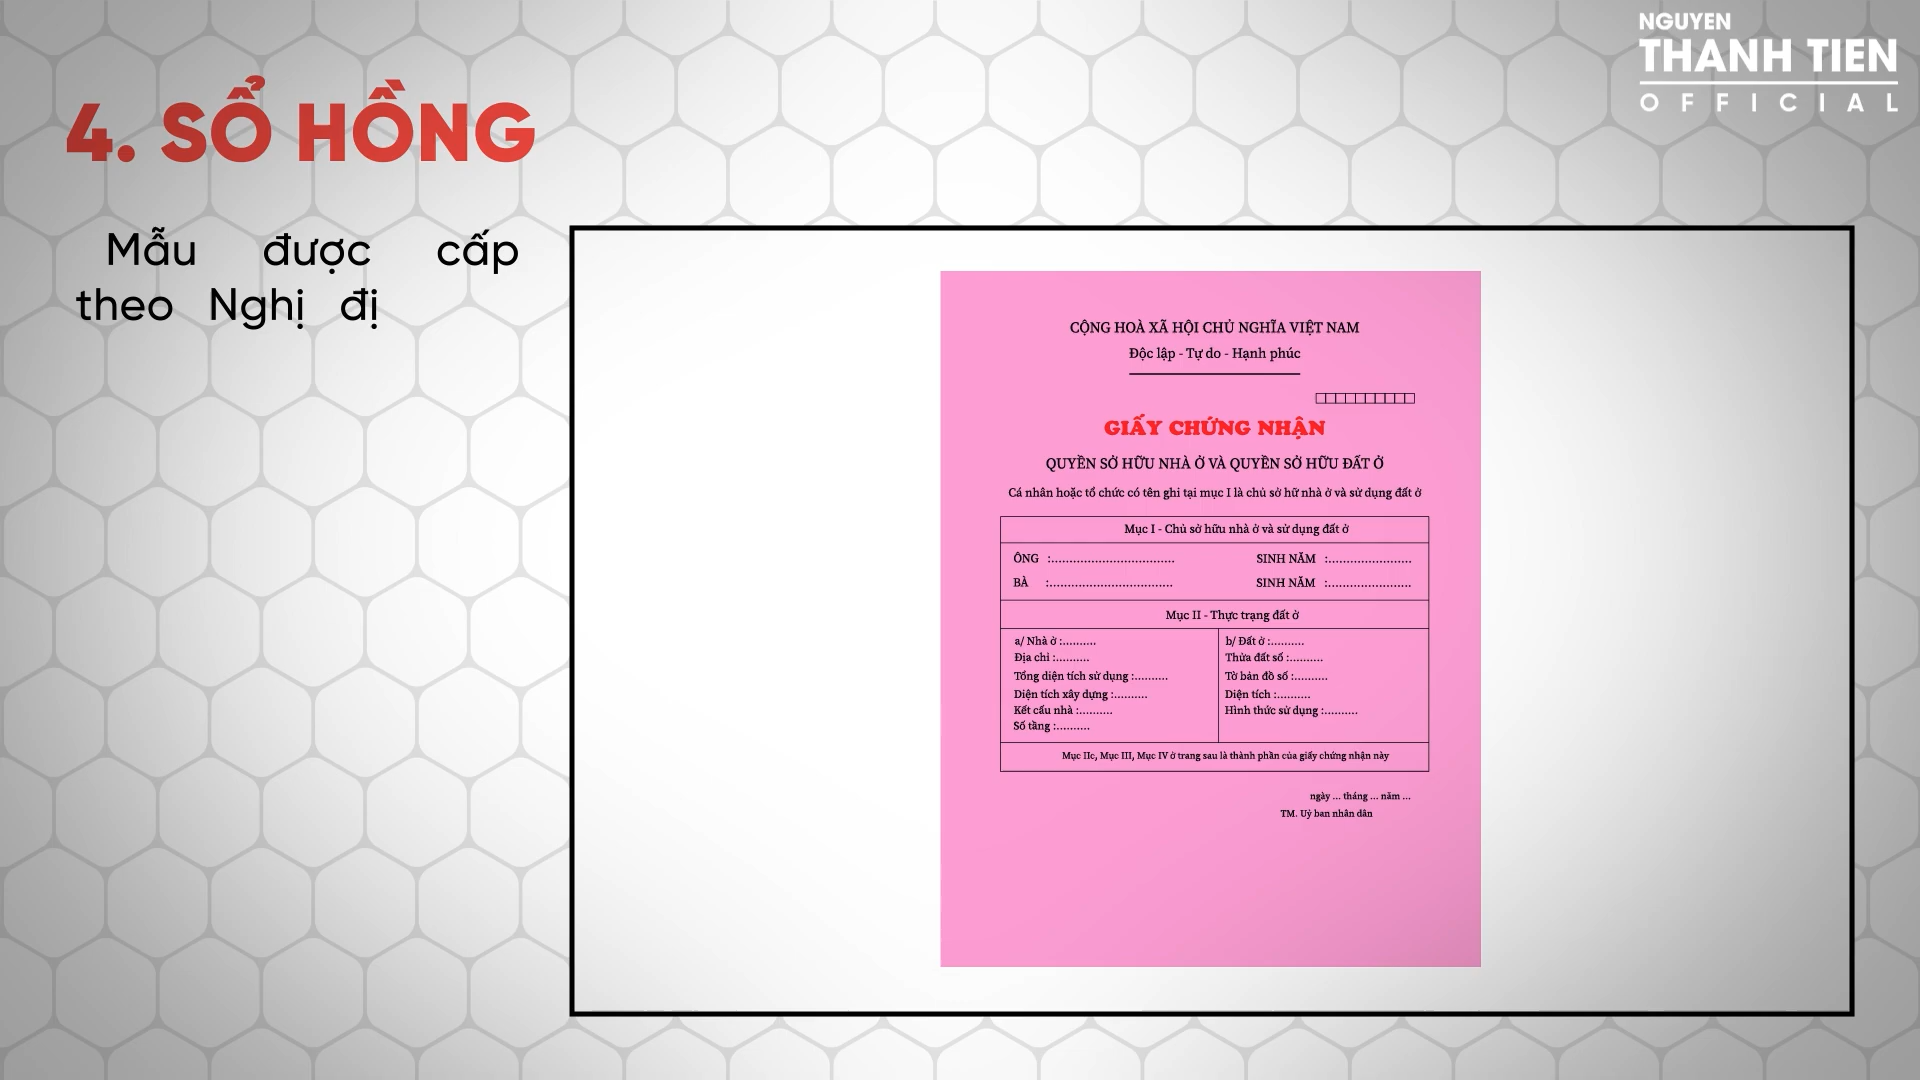 NGUYEN
THANH TIEN
OFFICIAL
4. SỔ HỒNG
Mẫu được cấp
theo Nghị đị
CỘNG HOÀ XÃ HỘI CHỦ NGHĨA VIỆT NAM
Độc lập - Tự do - Hạnh phúc
GIẤY CHỨNG NHẬN
QUYỀN SỞ HỮU NHÀ Ở VÀ QUYỀN SỞ HỮU ĐẤT Ở
Cá nhân hoặc tổ chức có tên ghi tại mục I là chủ sở hữ nhà ở và sử dụng đất ở
Mục I - Chủ sở hữu nhà ở và sử dụng đất ở
ÔNG :.................................. SINH NĂM :.......................
BÀ :.................................. SINH NĂM :.......................
Mục II - Thực trạng đất ở
a/ Nhà ở :..........
Địa chỉ :..........
Tổng diện tích sử dụng :..........
Diện tích xây dựng :..........
Kết cấu nhà :..........
Số tầng :..........
b/ Đất ở :..........
Thửa đất số :..........
Tờ bản đồ số :..........
Diện tích :..........
Hình thức sử dụng :..........
Mục IIc, Mục III, Mục IV ở trang sau là thành phần của giấy chứng nhận này
ngày ... tháng ... năm ...
TM. Uỷ ban nhân dân